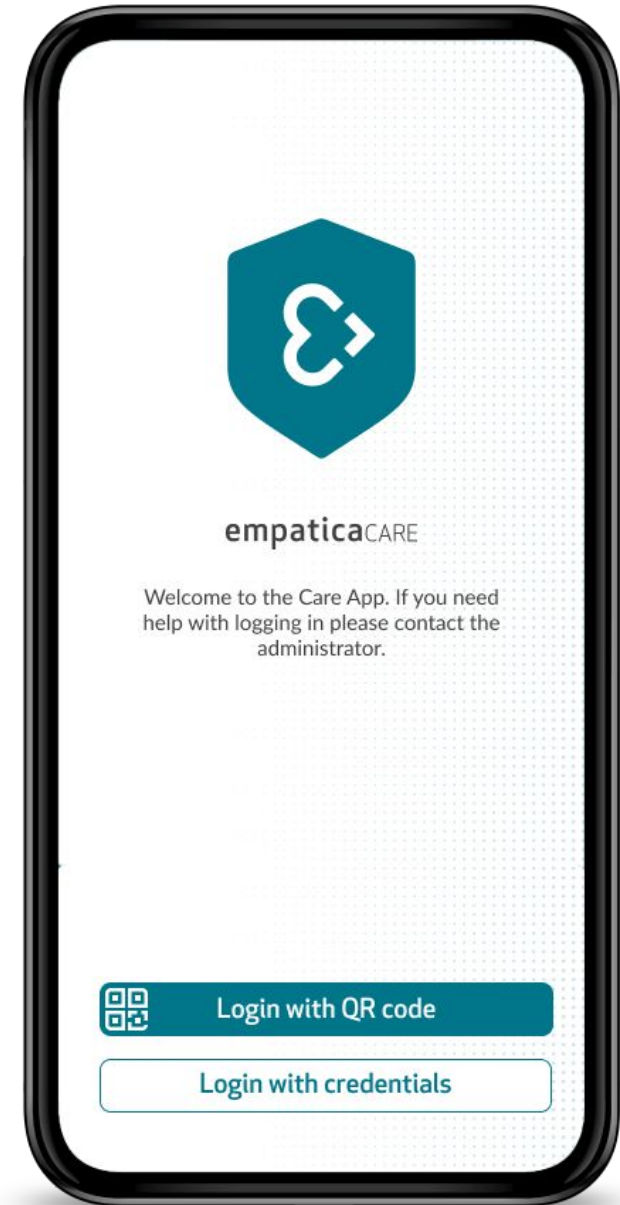 empaticaCARE
Welcome to the Care App. If you need
help with logging in please contact the
administrator.
Login with QR code
Login with credentials